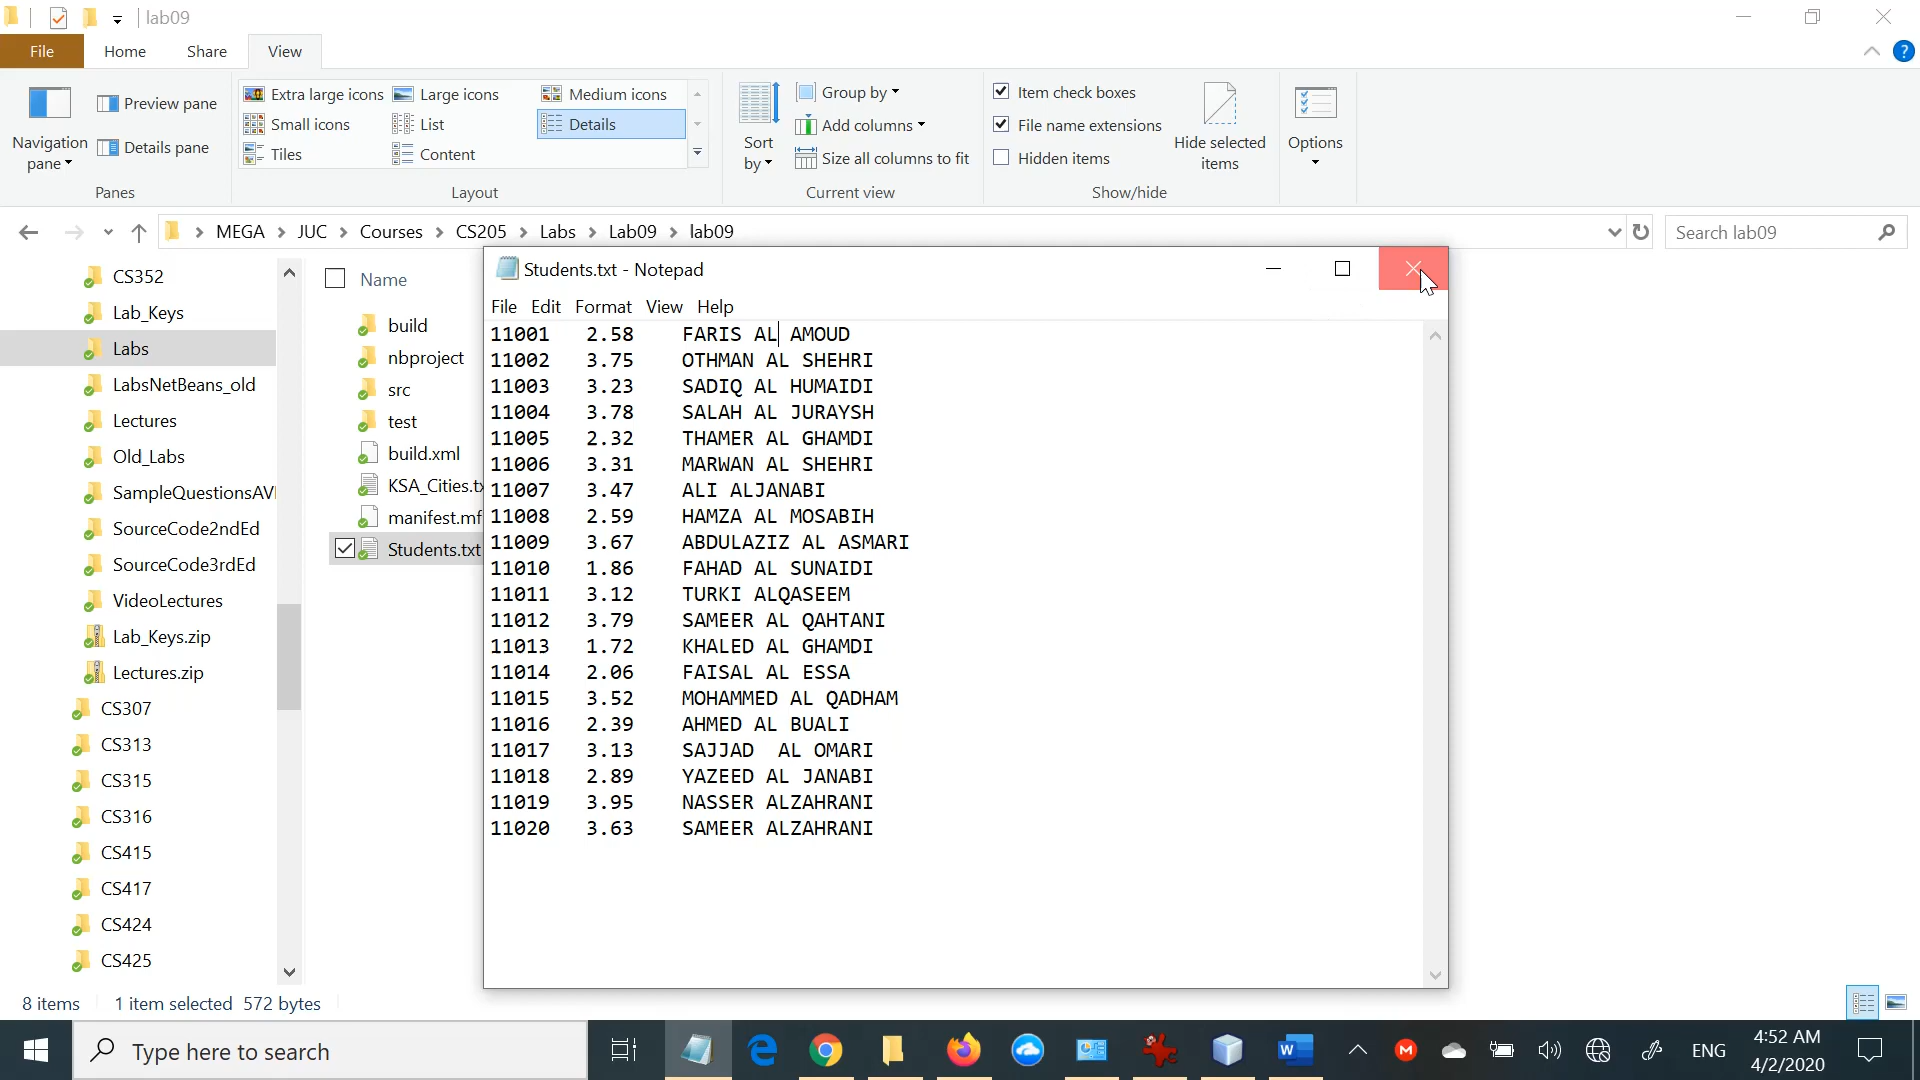 lab09
File Home Share View
Navigation pane
Preview pane
Details pane
Panes
Extra large icons Large icons Medium icons
Small icons List Details
Tiles Content
Layout
Sort by
Group by
Add columns
Size all columns to fit
Current view
Item check boxes
File name extensions
Hidden items
Hide selected items
Show/hide
Options
MEGA > JUC > Courses > CS205 > Labs > Lab09 > lab09
Search lab09
CS352
Lab_Keys
Labs
LabsNetBeans_old
Lectures
Old_Labs
SampleQuestionsAVI
SourceCode2ndEd
SourceCode3rdEd
VideoLectures
Lab_Keys.zip
Lectures.zip
CS307
CS313
CS315
CS316
CS415
CS417
CS424
CS425
Name
build
nbproject
src
test
build.xml
KSA_Cities.tx
manifest.mf
Students.txt
Students.txt - Notepad
File Edit Format View Help
11001 2.58 FARIS AL AMOUD
11002 3.75 OTHMAN AL SHEHRI
11003 3.23 SADIQ AL HUMAIDI
11004 3.78 SALAH AL JURAYSH
11005 2.32 THAMER AL GHAMDI
11006 3.31 MARWAN AL SHEHRI
11007 3.47 ALI ALJANABI
11008 2.59 HAMZA AL MOSABIH
11009 3.67 ABDULAZIZ AL ASMARI
11010 1.86 FAHAD AL SUNAIDI
11011 3.12 TURKI ALQASEEM
11012 3.79 SAMEER AL QAHTANI
11013 1.72 KHALED AL GHAMDI
11014 2.06 FAISAL AL ESSA
11015 3.52 MOHAMMED AL QADHAM
11016 2.39 AHMED AL BUALI
11017 3.13 SAJJAD  AL OMARI
11018 2.89 YAZEED AL JANABI
11019 3.95 NASSER ALZAHRANI
11020 3.63 SAMEER ALZAHRANI
8 items 1 item selected 572 bytes
Type here to search
ENG
4:52 AM
4/2/2020